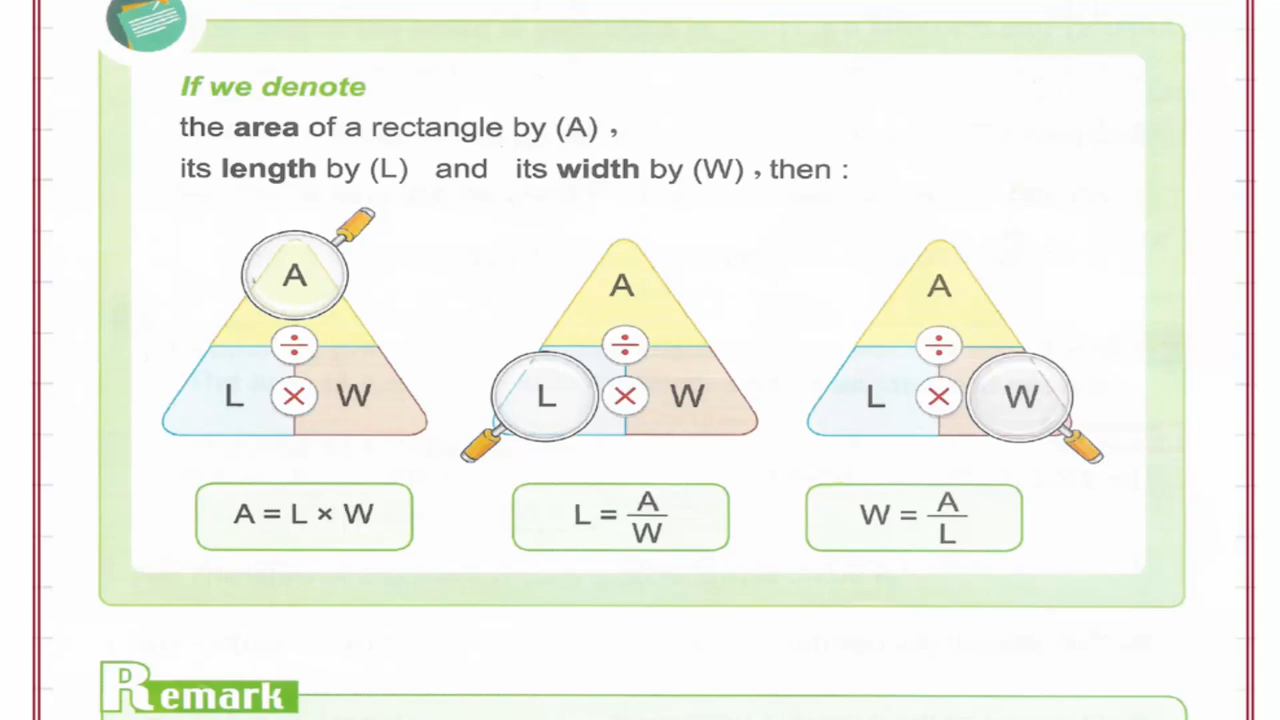 If we denote
the area of a rectangle by (A) ,
its length by (L) and its width by (W) , then :
A
÷
L × W
A
÷
L × W
A
÷
L × W
A = L × W
L = A/W
W = A/L
Remark